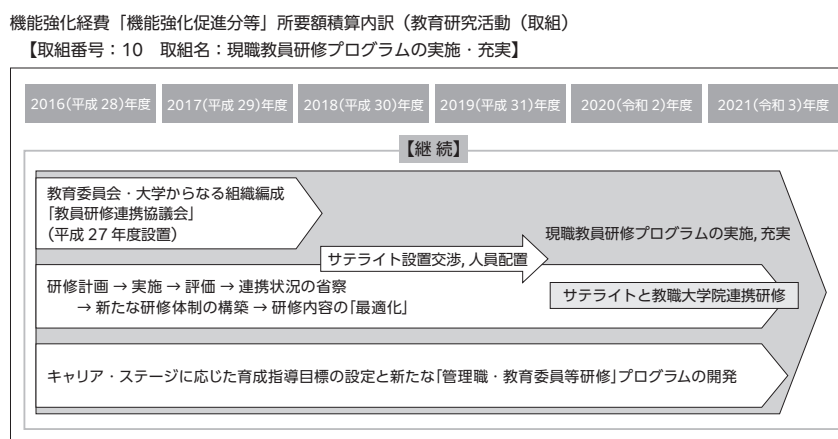 機能強化経費「機能強化促進分等」所要額積算内訳（教育研究活動（取組）
【取組番号：10　取組名：現職教員研修プログラムの実施・充実】
2016(平成 28)年度
2017(平成 29)年度
2018(平成 30)年度
2019(平成 31)年度
2020(令和 2)年度
2021(令和 3)年度
【継 続】
教育委員会・大学からなる組織編成
「教員研修連携協議会」
(平成 27 年度設置)
現職教員研修プログラムの実施, 充実
サテライト設置交渉, 人員配置
研修計画 → 実施 → 評価 → 連携状況の省察
→ 新たな研修体制の構築 → 研修内容の「最適化」
サテライトと教職大学院連携研修
キャリア・ステージに応じた育成指導目標の設定と新たな「管理職・教育委員等研修」プログラムの開発